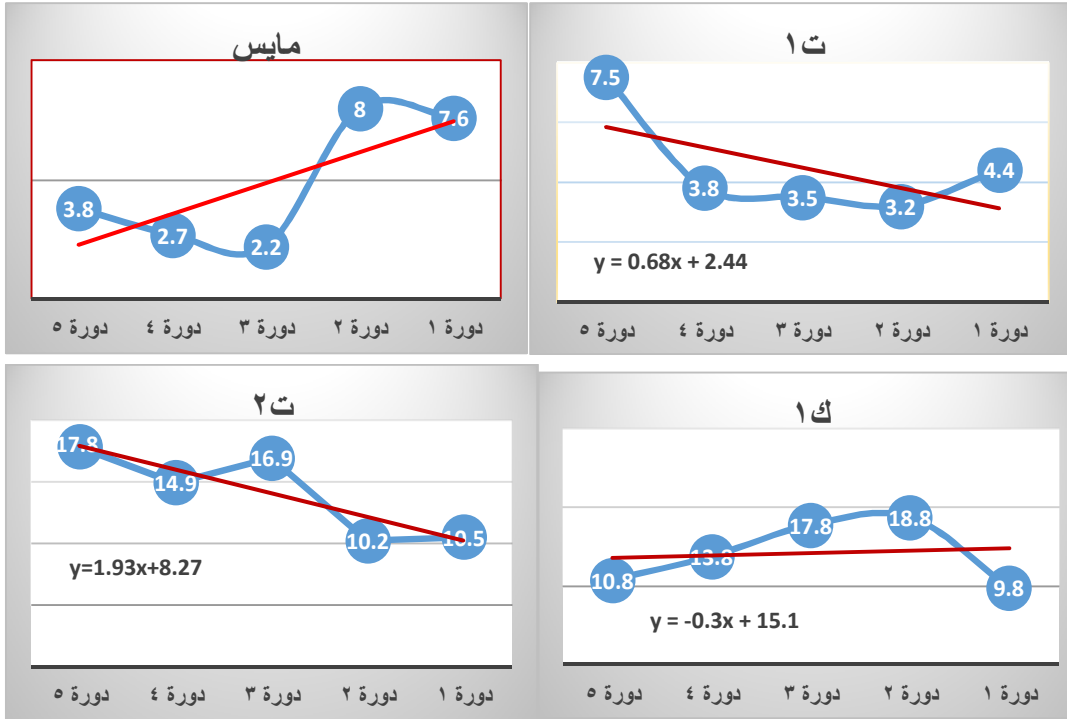 مايس
3.8
2.7
2.2
8
7.6
دورة ٥ دورة ٤ دورة ٣ دورة ٢ دورة ١
ت١
7.5
3.8
3.5
3.2
4.4
y = 0.68x + 2.44
دورة ٥ دورة ٤ دورة ٣ دورة ٢ دورة ١
ت٢
17.8
14.9
16.9
10.2
10.5
y=1.93x+8.27
دورة ٥ دورة ٤ دورة ٣ دورة ٢ دورة ١
ك١
10.8
13.8
17.8
18.8
9.8
y = -0.3x + 15.1
دورة ٥ دورة ٤ دورة ٣ دورة ٢ دورة ١